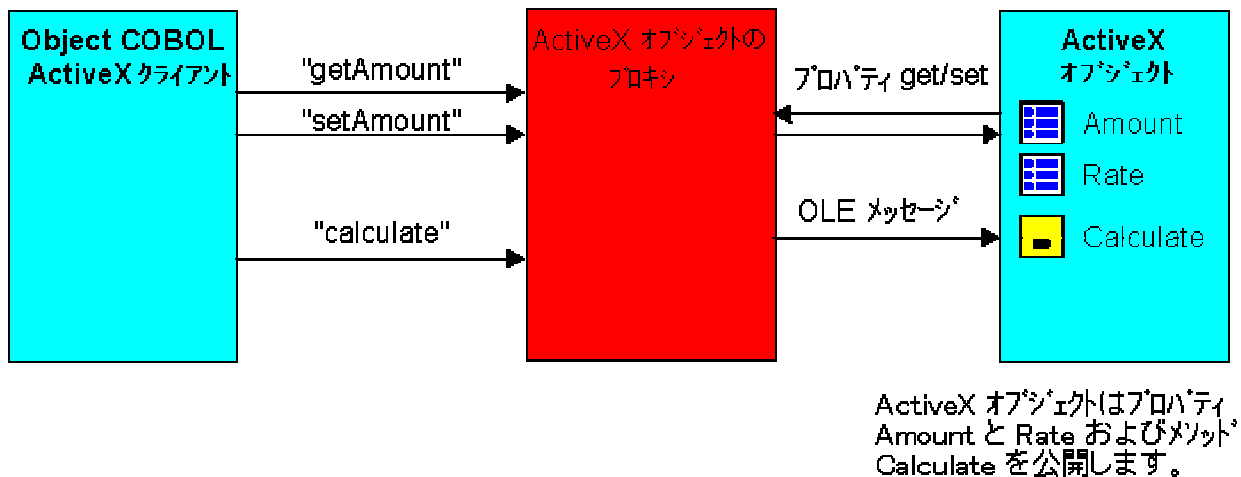 Object COBOL
ActiveX クライアント
"getAmount"
"setAmount"
"calculate"
ActiveX オブジェクトの
プロキシ
プロパティ get/set
OLE メッセージ
ActiveX
オブジェクト
Amount
Rate
Calculate
ActiveX オブジェクトはプロパティ
Amount と Rate およびメソッド
Calculate を公開します。